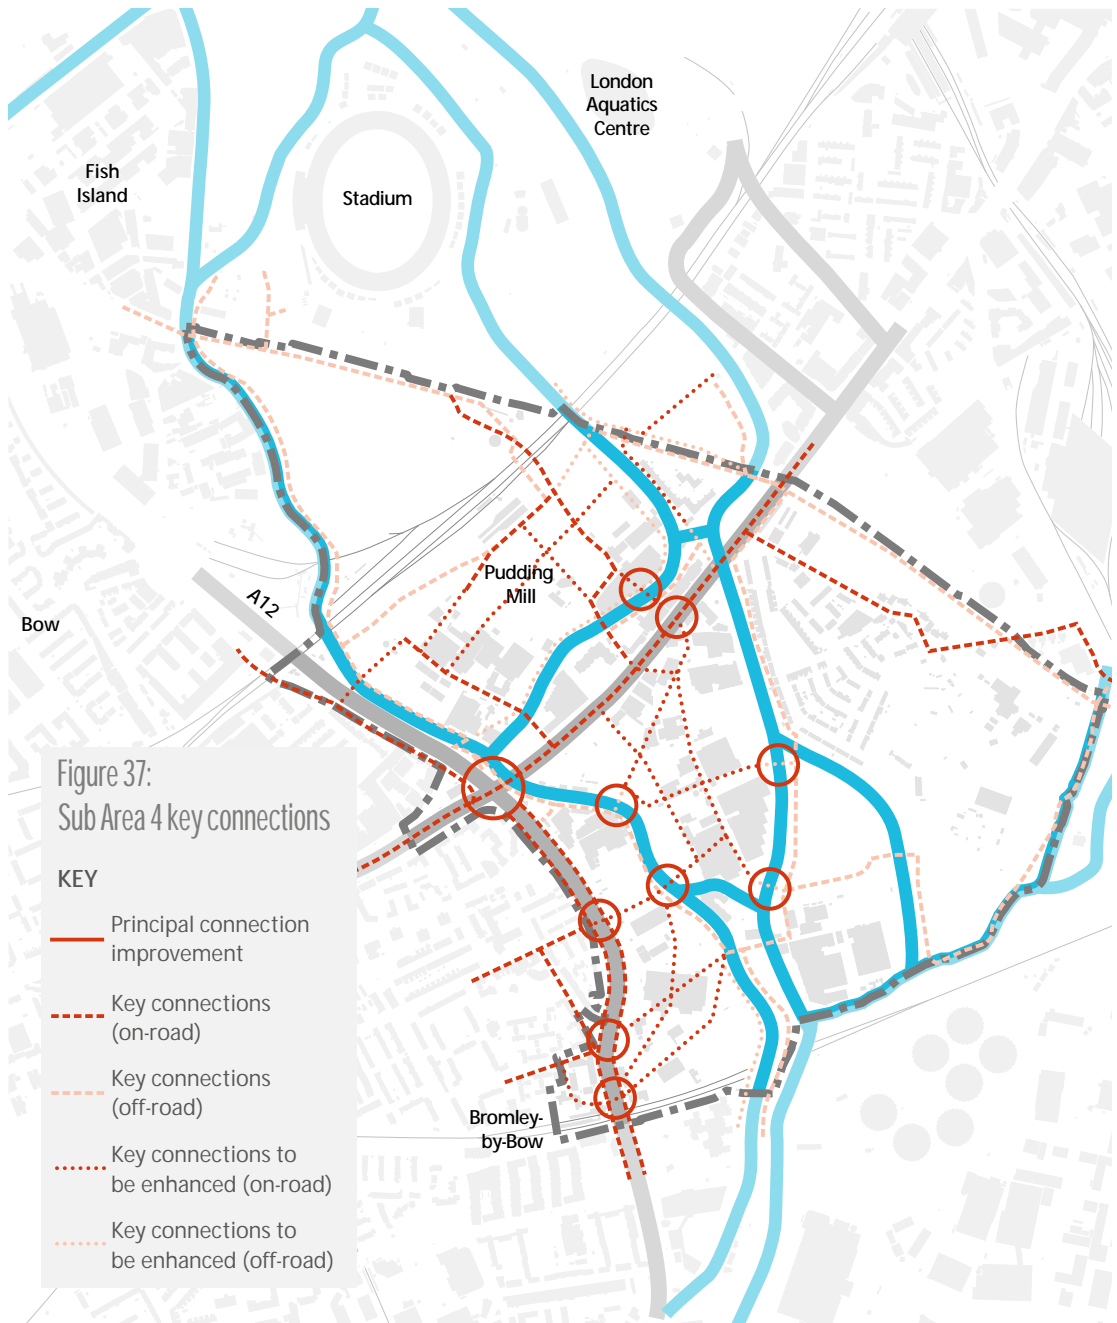 London
Aquatics
Centre
Fish
Island
Stadium
Pudding
Mill
A12
Bow
Bromley-
by-Bow
Figure 37:
Sub Area 4 key connections
KEY
Principal connection
improvement
Key connections
(on-road)
Key connections
(off-road)
Key connections to
be enhanced (on-road)
Key connections to
be enhanced (off-road)